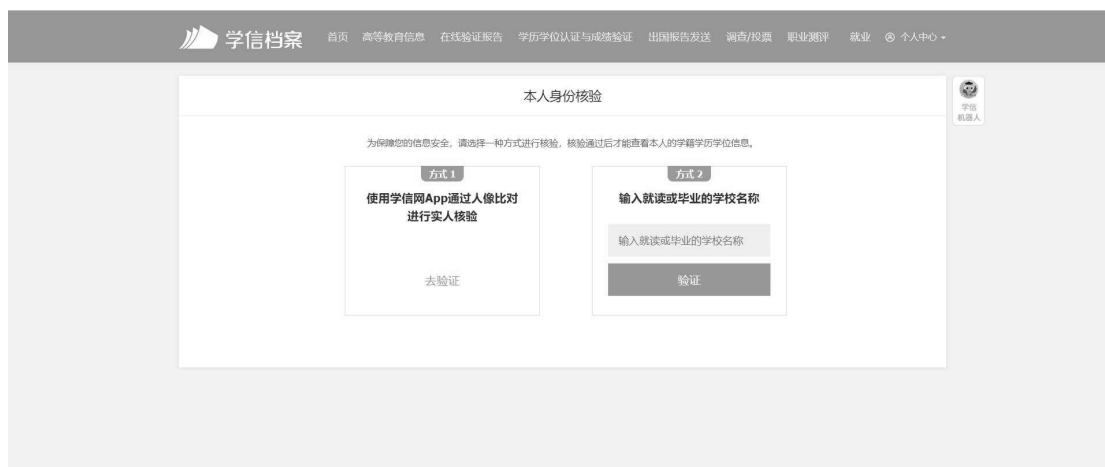 学信档案 首页 高等教育信息 在线验证报告 学历学位认证与成绩验证 出国报告发送 调查/投票 职业测评 就业 个人中心
本人身份核验
学信
机器人
为保障您的信息安全，请选择一种方式进行核验，核验通过后才能查看本人的学籍学历学位信息。
方式 1
使用学信网App通过人像比对
进行实人核验
去验证
方式 2
输入就读或毕业的学校名称
输入就读或毕业的学校名称
验证